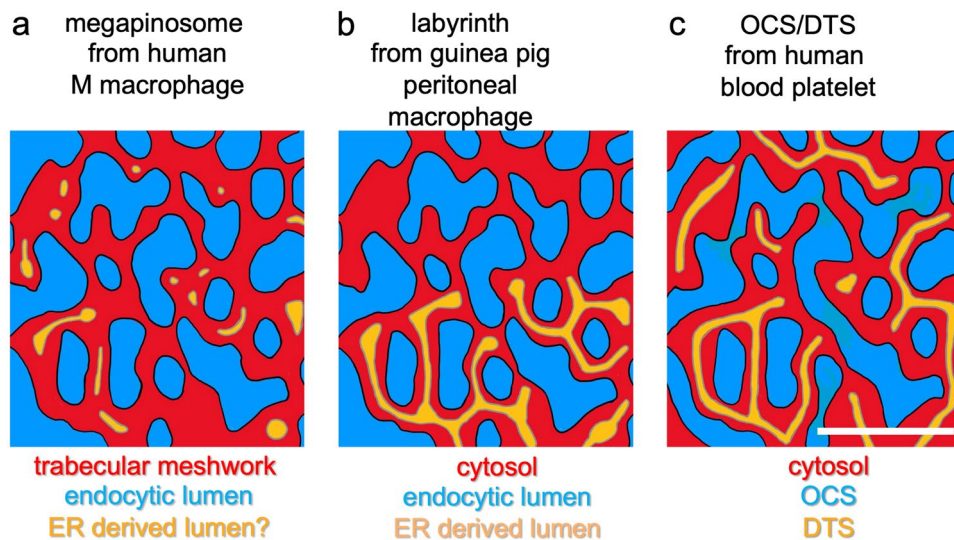 a
megapinosome
from human
M macrophage
b
labyrinth
from guinea pig
peritoneal
macrophage
c
OCS/DTS
from human
blood platelet
trabecular meshwork
endocytic lumen
ER derived lumen?
cytosol
endocytic lumen
ER derived lumen
cytosol
OCS
DTS